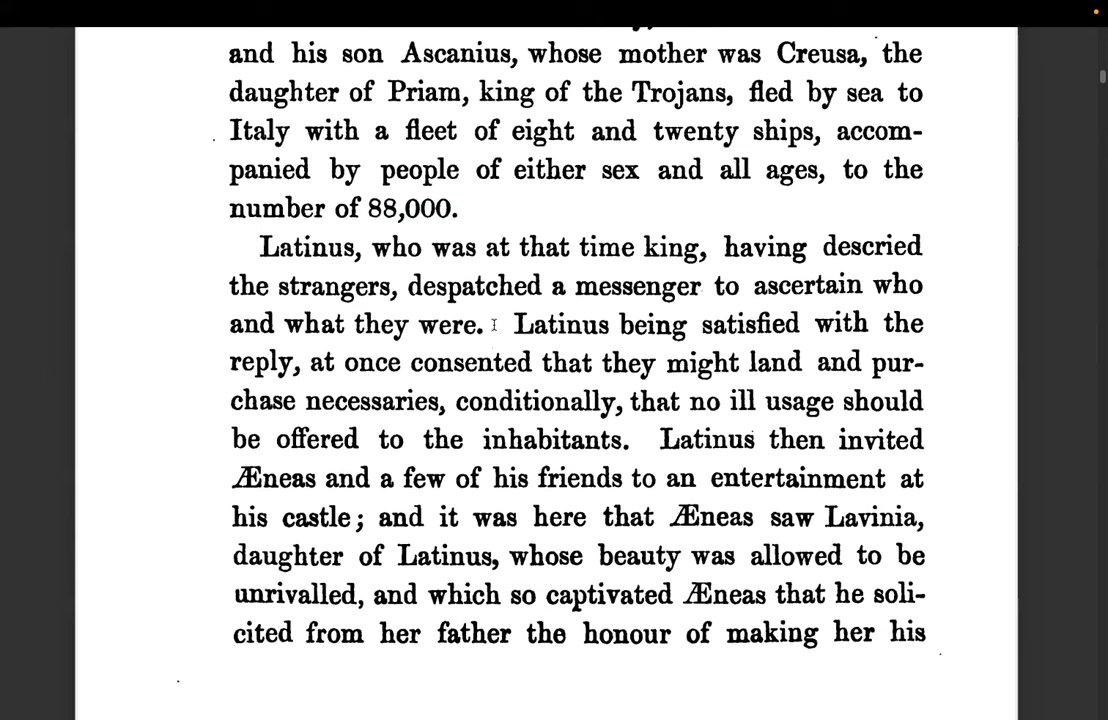 and his son Ascanius, whose mother was Creusa, the
daughter of Priam, king of the Trojans, fled by sea to
Italy with a fleet of eight and twenty ships, accom-
panied by people of either sex and all ages, to the
number of 88,000.
Latinus, who was at that time king, having descried
the strangers, despatched a messenger to ascertain who
and what they were. Latinus being satisfied with the
reply, at once consented that they might land and pur-
chase necessaries, conditionally, that no ill usage should
be offered to the inhabitants. Latinus then invited
Æneas and a few of his friends to an entertainment at
his castle; and it was here that Æneas saw Lavinia,
daughter of Latinus, whose beauty was allowed to be
unrivalled, and which so captivated Æneas that he soli-
cited from her father the honour of making her his